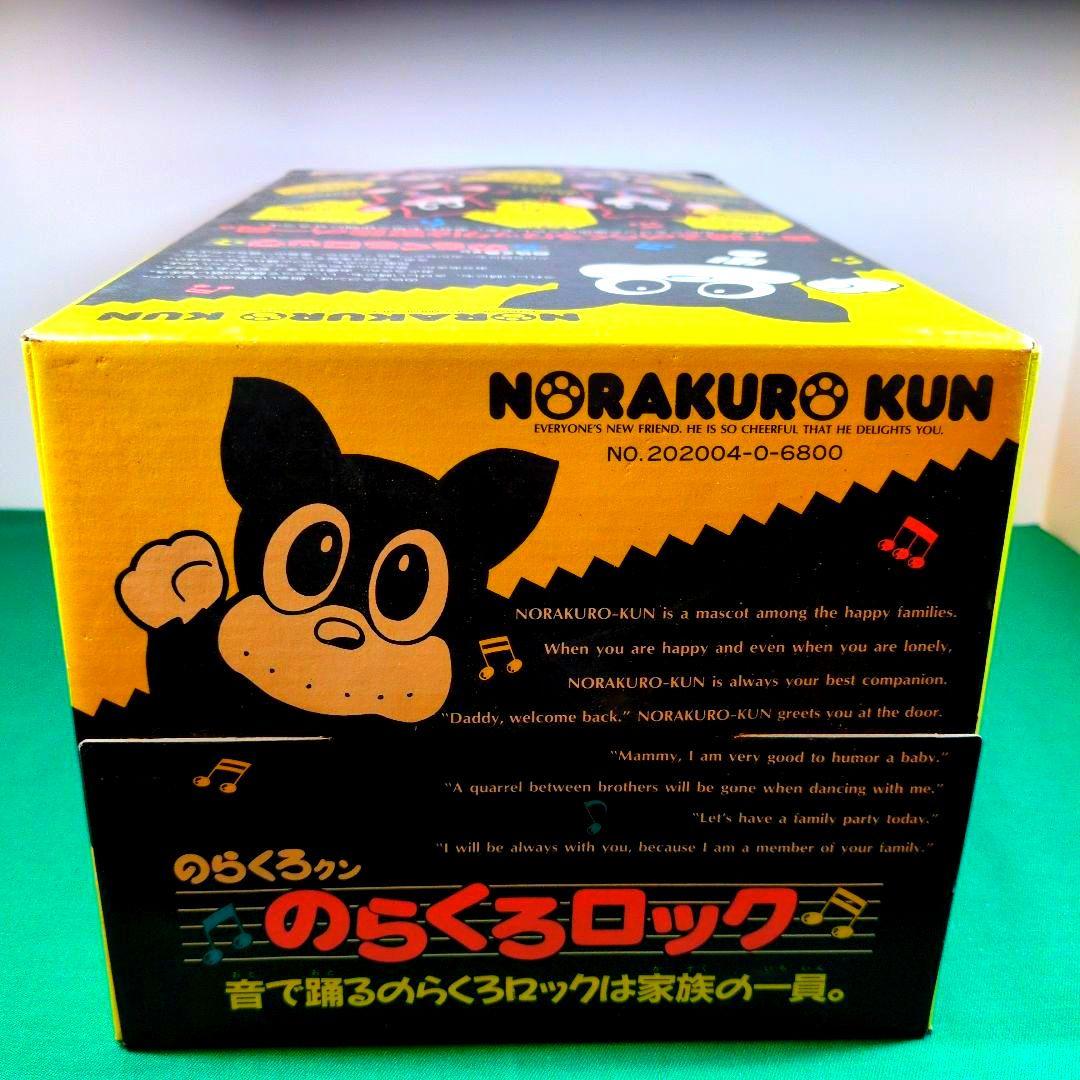 NORAKURO KUN
NORAKURO KUN
NORAKURO KUN
EVERYONE'S NEW FRIEND. HE IS SO CHEERFUL THAT HE DELIGHTS YOU.
NO.202004-0-6800
NORAKURO-KUN is a mascot among the happy families.
When you are happy and even when you are lonely,
NORAKURO-KUN is always your best companion.
"Daddy, welcome back." NORAKURO-KUN greets you at the door.
"Mammy, I am very good to humor a baby."
"A quarrel between brothers will be gone when dancing with me."
"Let's have a family party today."
"I will be always with you, because I am a member of your family."
のらくろクン
のらくろロック
音で踊るのらくろロックは家族の一員。